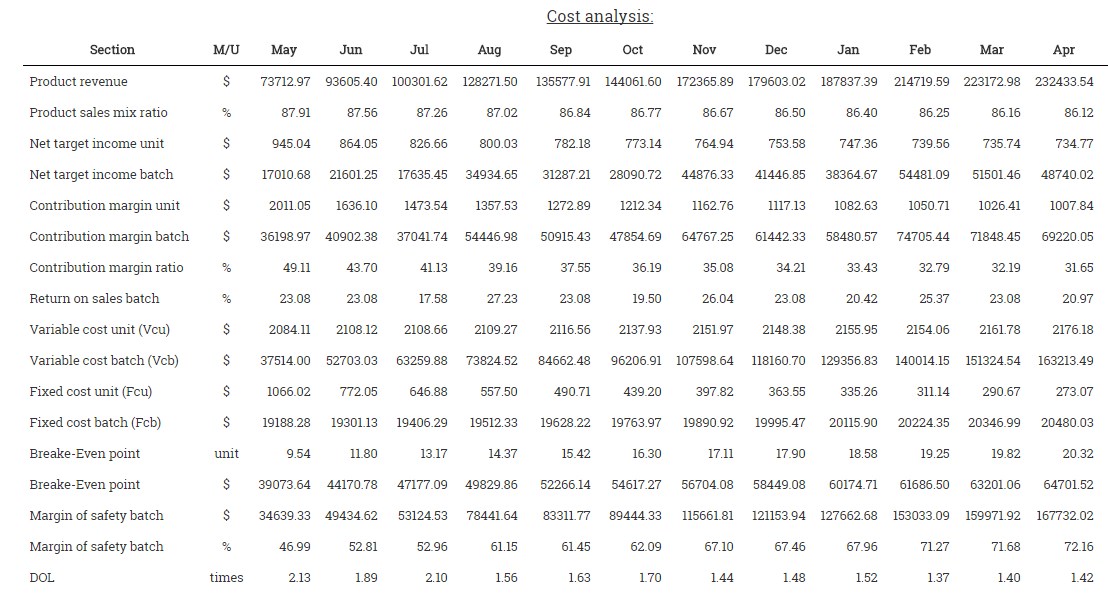 Cost analysis:
Section M/U May Jun Jul Aug Sep Oct Nov Dec Jan Feb Mar Apr
Product revenue $ 73712.97 93605.40 100301.62 128271.50 135577.91 144061.60 172365.89 179603.02 187837.39 214719.59 223172.98 232433.54
Product sales mix ratio % 87.91 87.56 87.26 87.02 86.84 86.77 86.67 86.50 86.40 86.25 86.16 86.12
Net target income unit $ 945.04 864.05 826.66 800.03 782.18 773.14 764.94 753.58 747.36 739.56 735.74 734.77
Net target income batch $ 17010.68 21601.25 17635.45 34934.65 31287.21 28090.72 44876.33 41446.85 38364.67 54481.09 51501.46 48740.02
Contribution margin unit $ 2011.05 1636.10 1473.54 1357.53 1272.89 1212.34 1162.76 1117.13 1082.63 1050.71 1026.41 1007.84
Contribution margin batch $ 36198.97 40902.38 37041.74 54446.98 50915.43 47854.69 64767.25 61442.33 58480.57 74705.44 71848.45 69220.05
Contribution margin ratio % 49.11 43.70 41.13 39.16 37.55 36.19 35.08 34.21 33.43 32.79 32.19 31.65
Return on sales batch % 23.08 23.08 17.58 27.23 23.08 19.50 26.04 23.08 20.42 25.37 23.08 20.97
Variable cost unit (Vcu) $ 2084.11 2108.12 2108.66 2109.27 2116.56 2137.93 2151.97 2148.38 2155.95 2154.06 2161.78 2176.18
Variable cost batch (Vcb) $ 37514.00 52703.03 63259.88 73824.52 84662.48 96206.91 107598.64 118160.70 129356.83 140014.15 151324.54 163213.49
Fixed cost unit (Fcu) $ 1066.02 772.05 646.88 557.50 490.71 439.20 397.82 363.55 335.26 311.14 290.67 273.07
Fixed cost batch (Fcb) $ 19188.28 19301.13 19406.29 19512.33 19628.22 19763.97 19890.92 19995.47 20115.90 20224.35 20346.99 20480.03
Breake-Even point unit 9.54 11.80 13.17 14.37 15.42 16.30 17.11 17.90 18.58 19.25 19.82 20.32
Breake-Even point $ 39073.64 44170.78 47177.09 49829.86 52266.14 54617.27 56704.08 58449.08 60174.71 61686.50 63201.06 64701.52
Margin of safety batch $ 34639.33 49434.62 53124.53 78441.64 83311.77 89444.33 115661.81 121153.94 127662.68 153033.09 159971.92 167732.02
Margin of safety batch % 46.99 52.81 52.96 61.15 61.45 62.09 67.10 67.46 67.96 71.27 71.68 72.16
DOL times 2.13 1.89 2.10 1.56 1.63 1.70 1.44 1.48 1.52 1.37 1.40 1.42